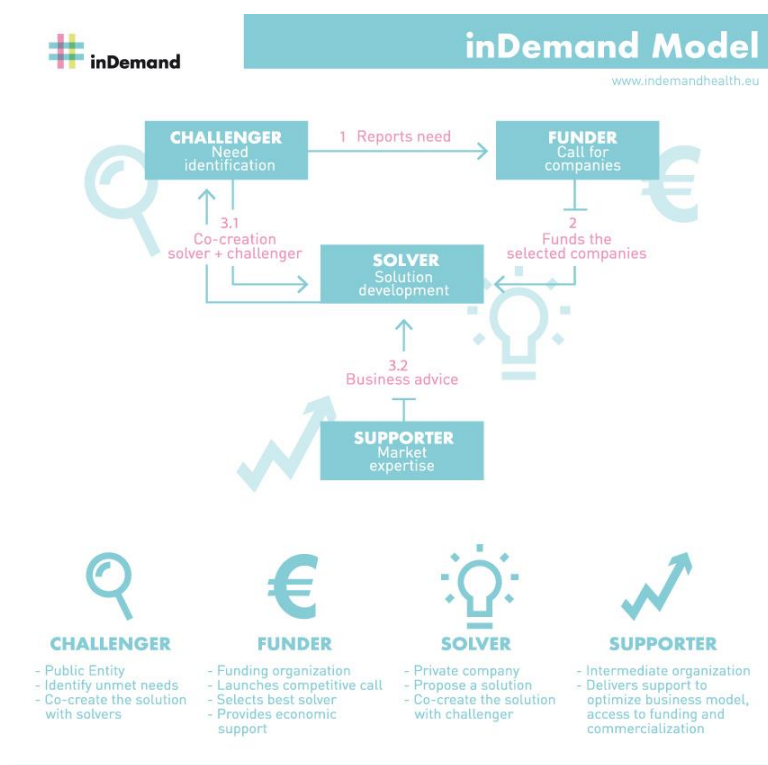 inDemand
inDemand Model
www.indemandhealth.eu
CHALLENGER
Need
identification
1 Reports need
FUNDER
Call for
companies
3.1
Co-creation
solver + challenger
2
Funds the
selected companies
SOLVER
Solution
development
3.2
Business advice
SUPPORTER
Market
expertise
€
CHALLENGER
- Public Entity
- Identify unmet needs
- Co-create the solution
with solvers
€
FUNDER
- Funding organization
- Launches competitive call
- Selects best solver
- Provides economic
support
SOLVER
- Private company
- Propose a solution
- Co-create the solution
with challenger
SUPPORTER
- Intermediate organization
- Delivers support to
optimize business model,
access to funding and
commercialization